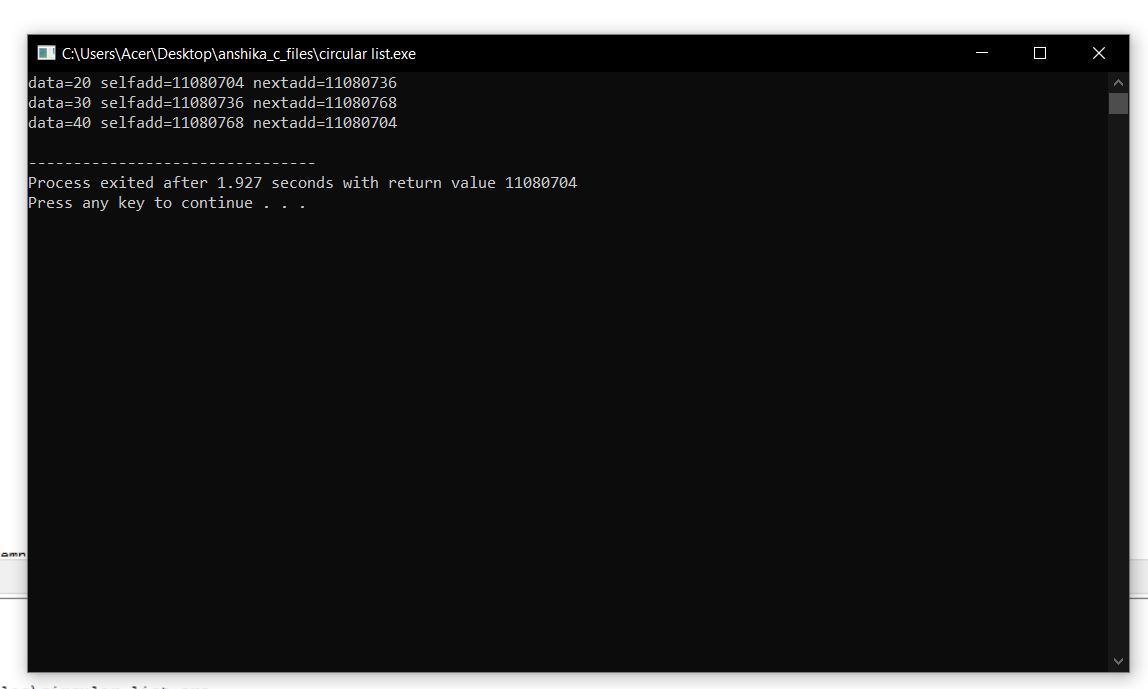 C:\Users\Acer\Desktop\anshika_c_files\circular list.exe
data=20 selfadd=11080704 nextadd=11080736
data=30 selfadd=11080736 nextadd=11080768
data=40 selfadd=11080768 nextadd=11080704
--------------------------------
Process exited after 1.927 seconds with return value 11080704
Press any key to continue . . .